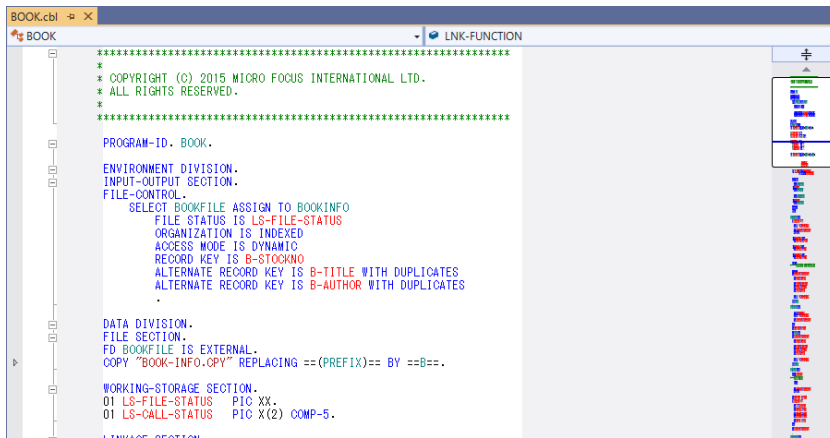 BOOK.cbl
BOOK
LNK-FUNCTION
****************************************************************
*
* COPYRIGHT (C) 2015 MICRO FOCUS INTERNATIONAL LTD.
* ALL RIGHTS RESERVED.
*
****************************************************************
PROGRAM-ID. BOOK.
ENVIRONMENT DIVISION.
INPUT-OUTPUT SECTION.
FILE-CONTROL.
SELECT BOOKFILE ASSIGN TO BOOKINFO
FILE STATUS IS LS-FILE-STATUS
ORGANIZATION IS INDEXED
ACCESS MODE IS DYNAMIC
RECORD KEY IS B-STOCKNO
ALTERNATE RECORD KEY IS B-TITLE WITH DUPLICATES
ALTERNATE RECORD KEY IS B-AUTHOR WITH DUPLICATES
.
DATA DIVISION.
FILE SECTION.
FD BOOKFILE IS EXTERNAL.
COPY "BOOK-INFO.CPY" REPLACING ==(PREFIX)== BY ==B==.
WORKING-STORAGE SECTION.
01 LS-FILE-STATUS PIC XX.
01 LS-CALL-STATUS PIC X(2) COMP-5.
LINKAGE SECTION.